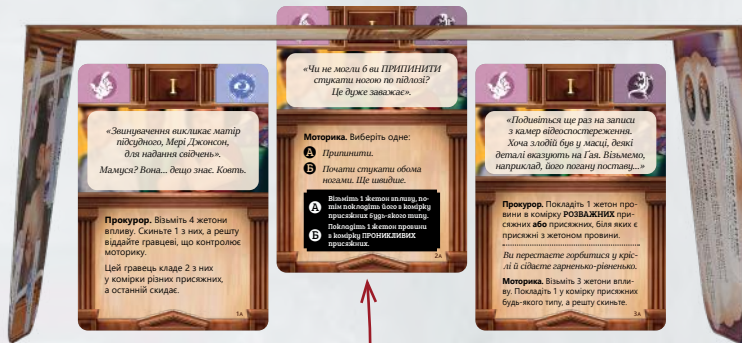 I
«Звинувачення викликає матір
підсудного, Мері Джонсон,
для надання свідчень».
Мамуся? Вона... дещо знає. Ковть.
Прокурор. Візьміть 4 жетони
впливу. Скиньте 1 з них, а решту
віддайте гравцеві, що контролює
моторику.
Цей гравець кладе 2 з них
у комірки різних присяжних,
а останній скидає.
1А
I
«Чи не могли б ви ПРИПИНИТИ
стукати ногою по підлозі?
Це дуже заважає».
Моторика. Виберіть одне:
А Припинити.
Б Почати стукати обома
ногами. Ще швидше.
А Візьміть 1 жетон впливу, по-
тім покладіть його в комірку
присяжних будь-якого типу.
Б Покладіть 1 жетон провини
в комірку ПРОНИКЛИВИХ
присяжних.
2А
I
«Подивіться ще раз на записи
з камер відеоспостереження.
Хоча злодій був у масці, деякі
деталі вказують на Гая. Візьмемо,
наприклад, його погану поставу...»
Прокурор. Покладіть 1 жетон про-
вини в комірку РОЗВАЖНИХ при-
сяжних або присяжних, біля яких є
присяжні з жетоном провини.
Ви перестаєте горбитися у кріс-
лі й сідаєте гарненько-рівненько.
Моторика. Візьміть 3 жетони впли-
ву. Покладіть 1 у комірку присяжних
будь-якого типу, а решту скиньте.
3А